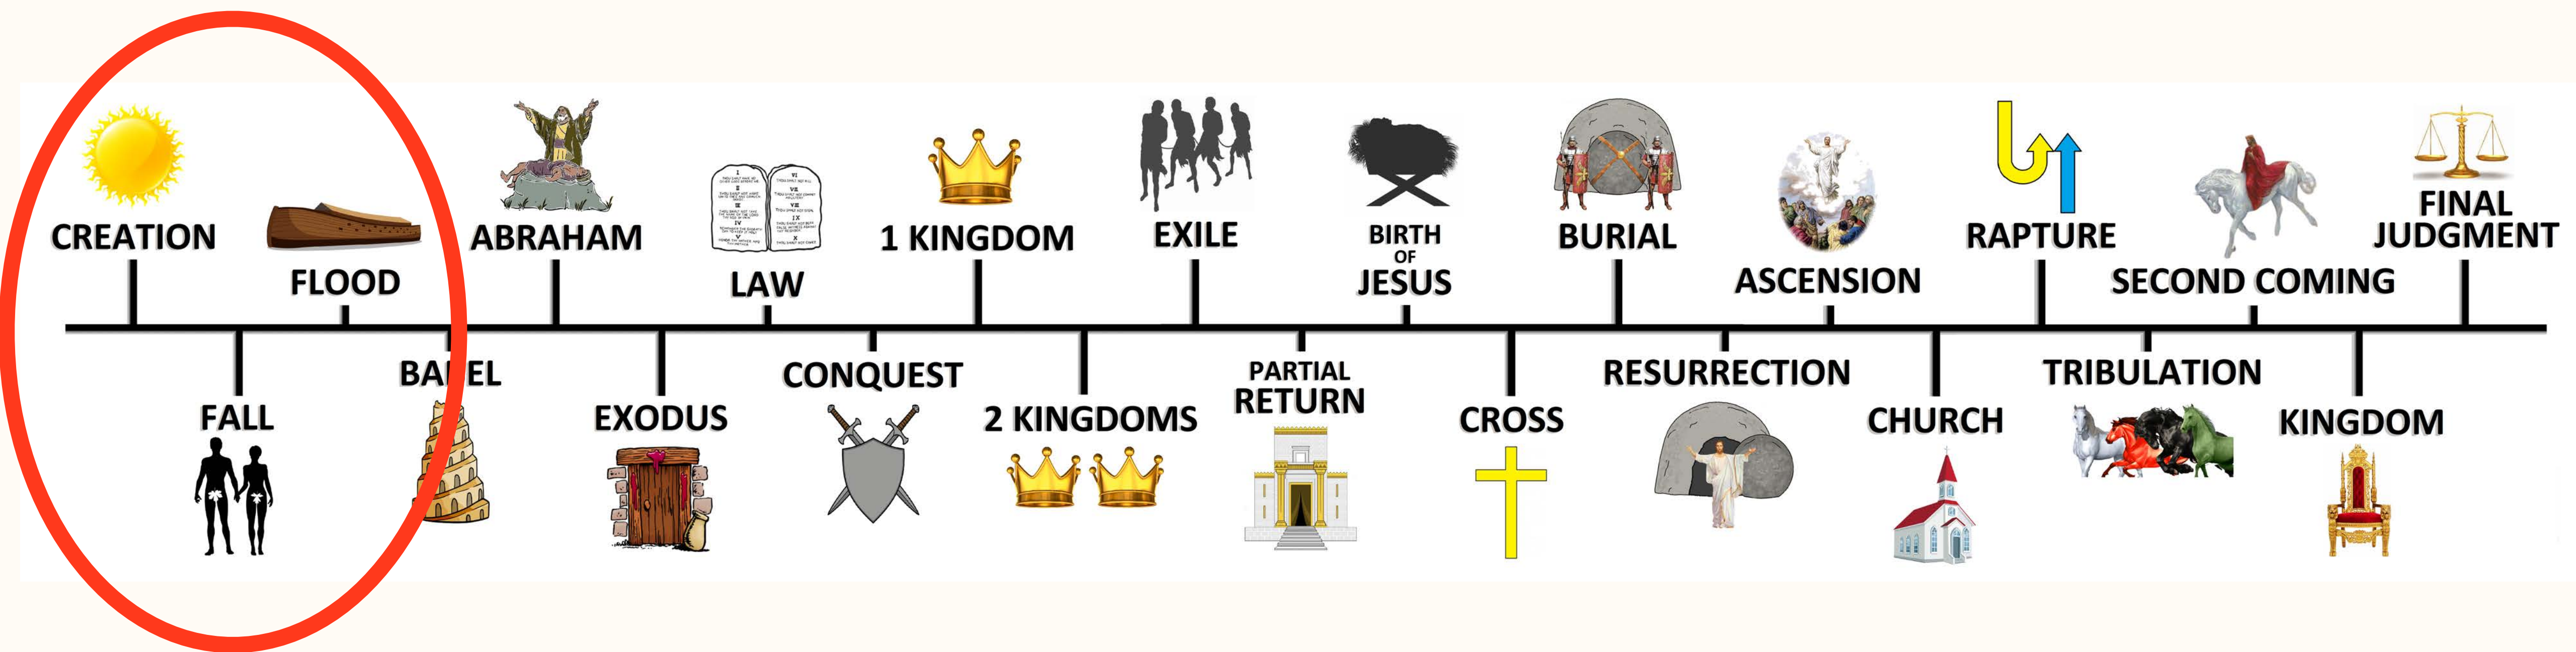 CREATION
FALL
FLOOD
BABEL
ABRAHAM
EXODUS
LAW
CONQUEST
1 KINGDOM
2 KINGDOMS
EXILE
PARTIAL
RETURN
BIRTH
OF
JESUS
CROSS
BURIAL
RESURRECTION
ASCENSION
CHURCH
RAPTURE
TRIBULATION
SECOND COMING
KINGDOM
FINAL
JUDGMENT